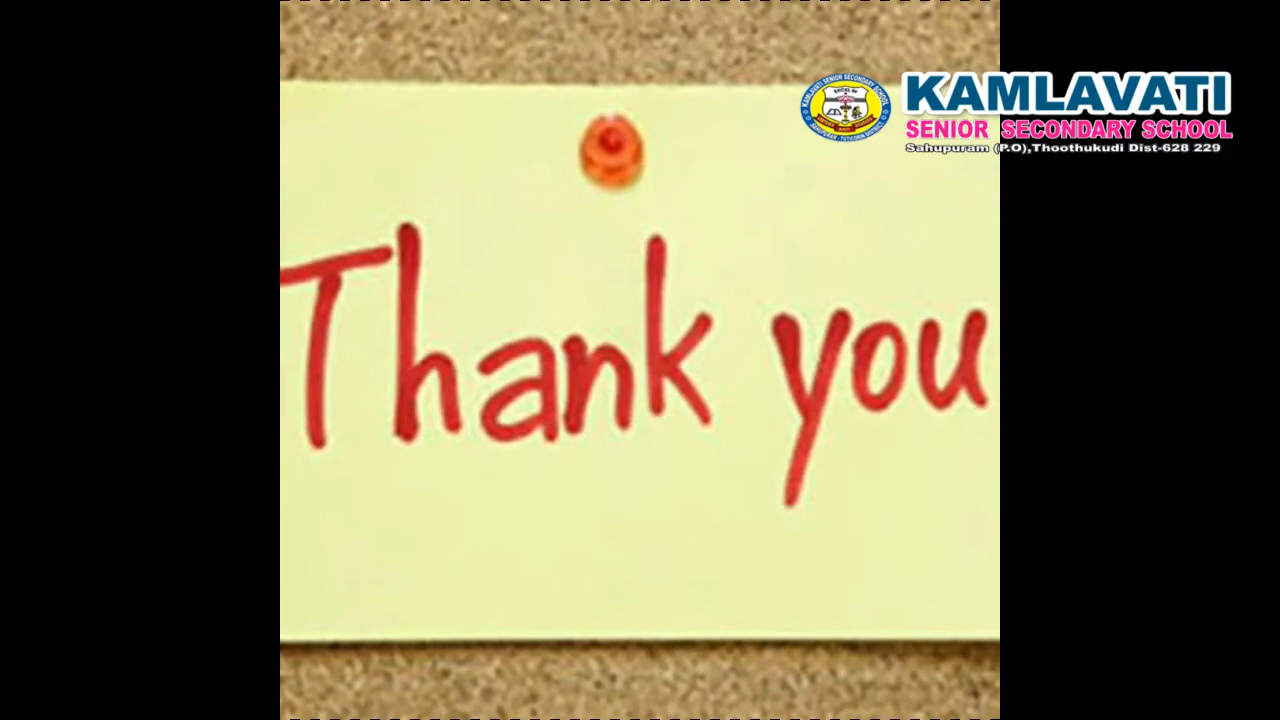 KAMLAVATI
SENIOR SECONDARY SCHOOL
Sahupuram (P.O),Thoothukudi Dist-628 229
Thank you